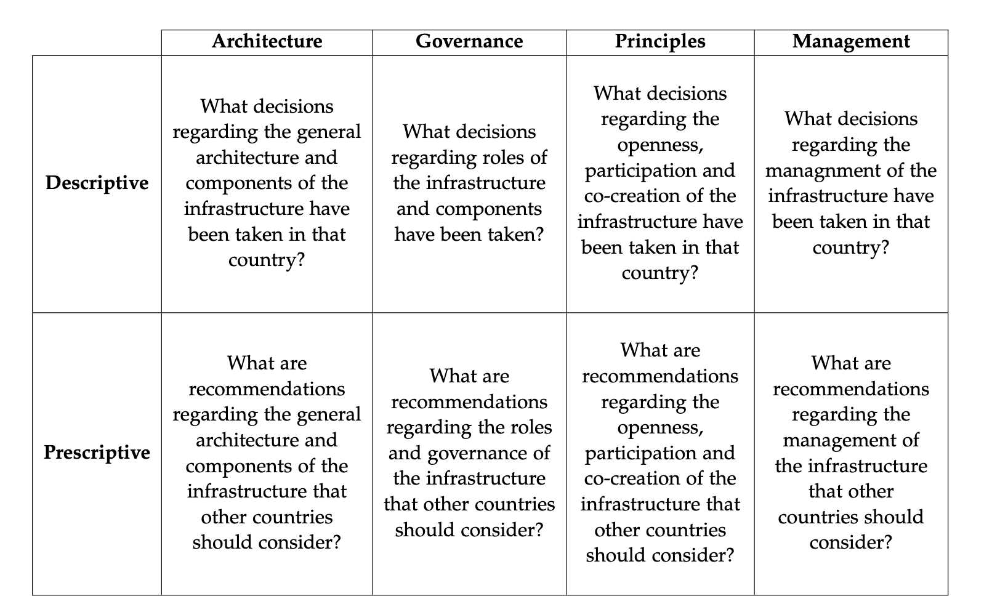 Architecture Governance Principles Management
Descriptive
What decisions
regarding the general
architecture and
components of the
infrastructure have
been taken in that
country?
What decisions
regarding roles of
the infrastructure
and components
have been taken?
What decisions
regarding the
openness,
participation and
co-creation of the
infrastructure have
been taken in that
country?
What decisions
regarding the
managnment of the
infrastructure have
been taken in that
country?
Prescriptive
What are
recommendations
regarding the general
architecture and
components of the
infrastructure that
other countries
should consider?
What are
recommendations
regarding the roles
and governance of
the infrastructure
that other countries
should consider?
What are
recommendations
regarding the
openness,
participation and
co-creation of the
infrastructure that
other countries
should consider?
What are
recommendations
regarding the
management of
the infrastructure
that other
countries should
consider?